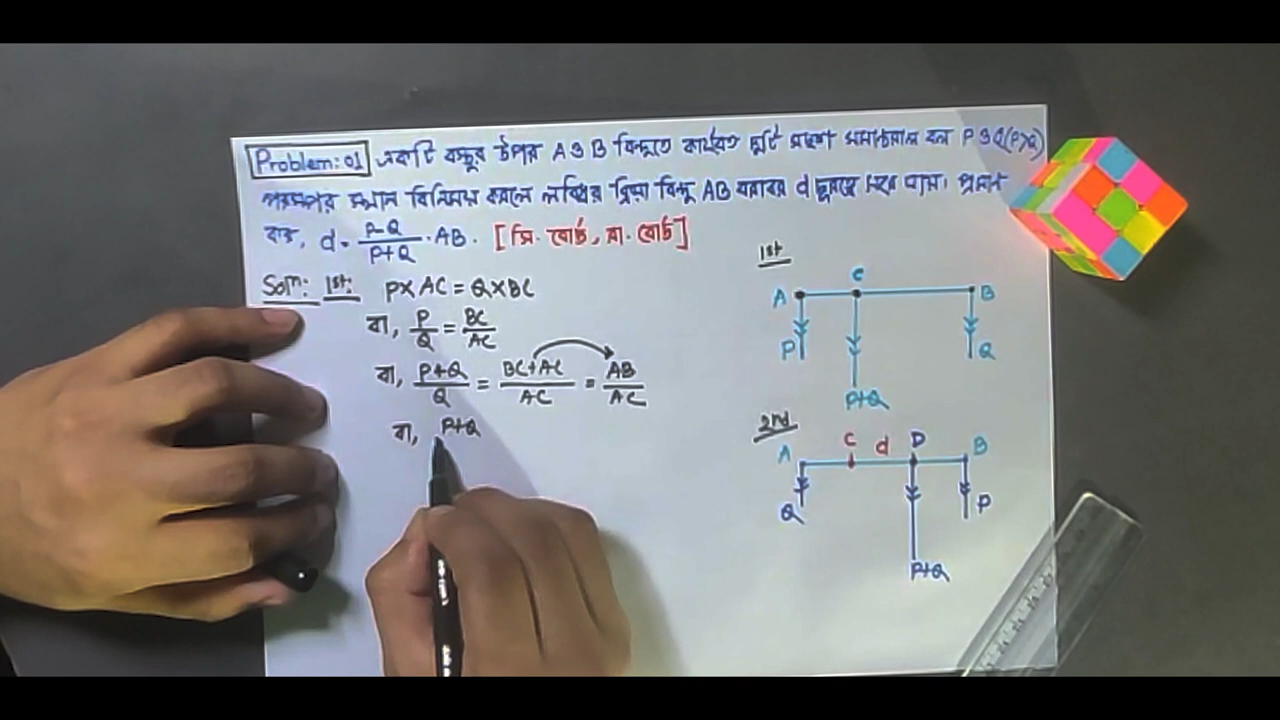 Problem: 01 একটি বস্তুর উপর A ও B বিন্দুতে কার্যরত দুটি সদৃশ সমান্তরাল বল P ও Q (P>Q)
পরস্পর স্থান বিনিময় করলে লব্ধির ক্রিয়া বিন্দু AB বরাবর d দূরত্বে সরে যায়। প্রমাণ
কর, d = P-Q/P+Q · AB. [সি. বোর্ড, রা. বোর্ড]
Soln: 1st: P×AC = Q×BC
বা, P/Q = BC/AC
বা, P+Q/Q = BC+AC/AC = AB/AC
বা, P+Q
1st
A C B
P Q
P+Q
2nd
A C d D B
Q P
P+Q